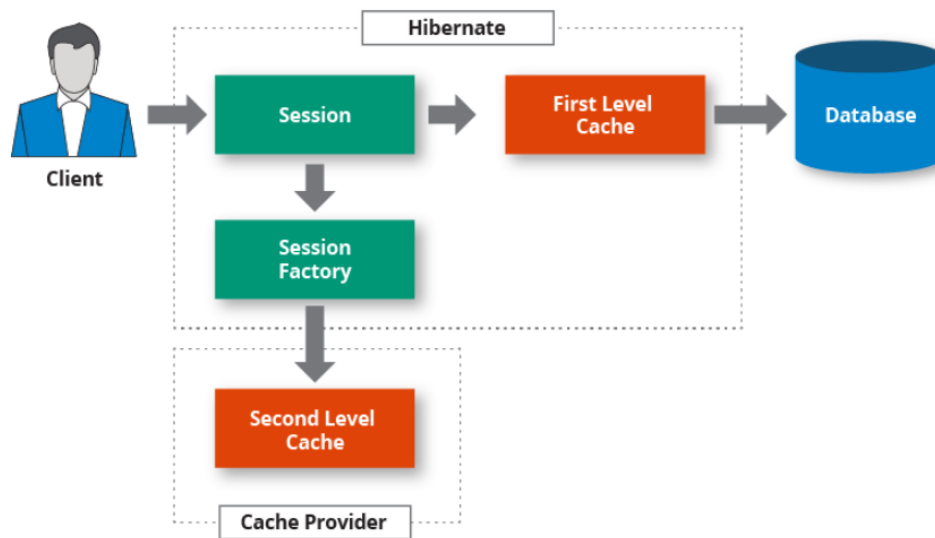 Hibernate
Session
First Level
Cache
Database
Client
Session
Factory
Second Level
Cache
Cache Provider